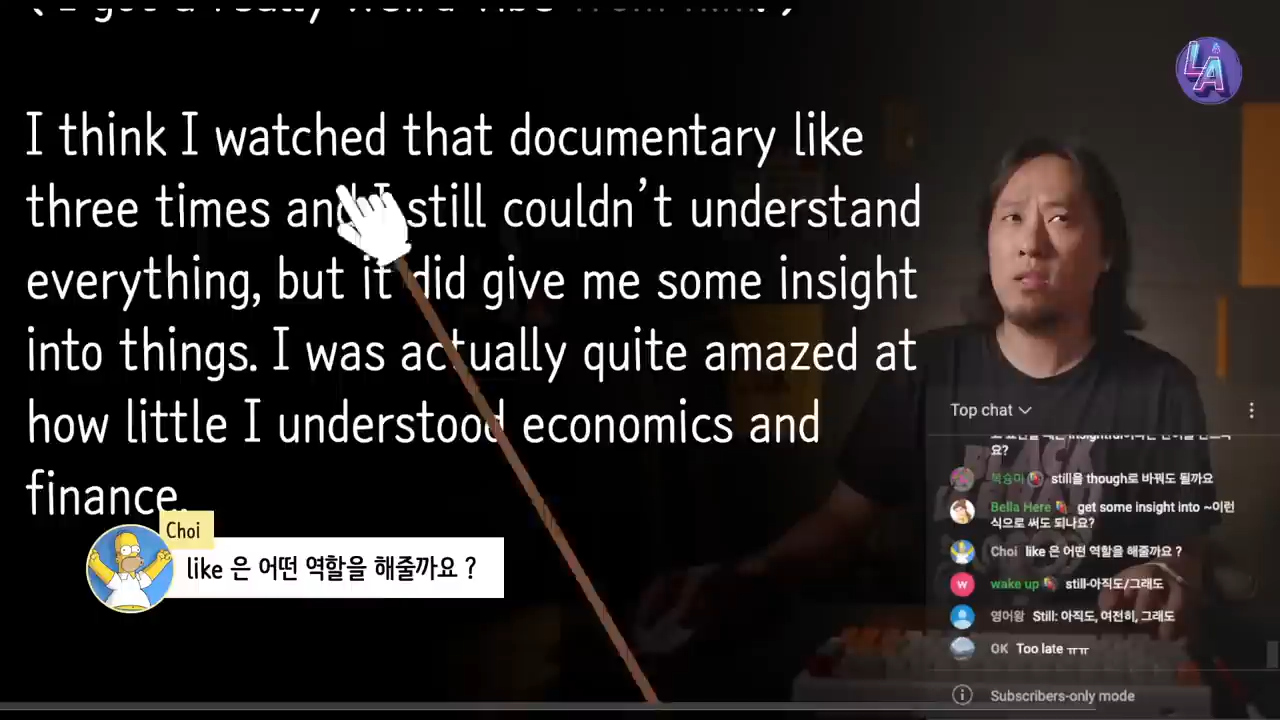 I think I watched that documentary like
three times and I still couldn't understand
everything, but it did give me some insight
into things. I was actually quite amazed at
how little I understood economics and
finance.
Choi
like 은 어떤 역할을 해줄까요 ?
LA
Top chat
요?
still을 though로 바꿔도 될까요
Bella Here get some insight into ~이런
식으로 써도 되나요?
Choi like 은 어떤 역할을 해줄까요 ?
W wake up still-아직도/그래도
영어왕 Still: 아직도, 여전히, 그래도
OK Too late ㅠㅠ
Subscribers-only mode